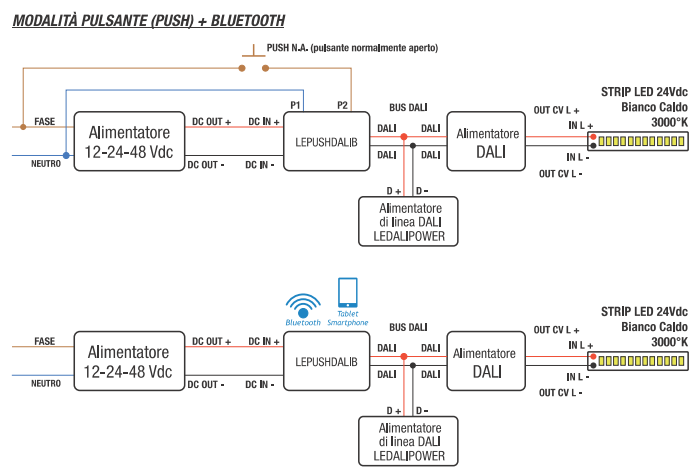 MODALITÀ PULSANTE (PUSH) + BLUETOOTH
PUSH N.A. (pulsante normalmente aperto)
P1
P2
FASE
NEUTRO
Alimentatore
12-24-48 Vdc
DC OUT +
DC IN +
DC OUT -
DC IN -
LEPUSHDALIB
BUS DALI
DALI
DALI
DALI
DALI
D +
D -
Alimentatore
di linea DALI
LEDALIPOWER
Alimentatore
DALI
OUT CV L +
IN L +
IN L -
OUT CV L -
STRIP LED 24Vdc
Bianco Caldo
3000°K
Bluetooth
Tablet
Smartphone
FASE
NEUTRO
Alimentatore
12-24-48 Vdc
DC OUT +
DC IN +
DC OUT -
DC IN -
LEPUSHDALIB
BUS DALI
DALI
DALI
DALI
DALI
D +
D -
Alimentatore
di linea DALI
LEDALIPOWER
Alimentatore
DALI
OUT CV L +
IN L +
IN L -
OUT CV L -
STRIP LED 24Vdc
Bianco Caldo
3000°K